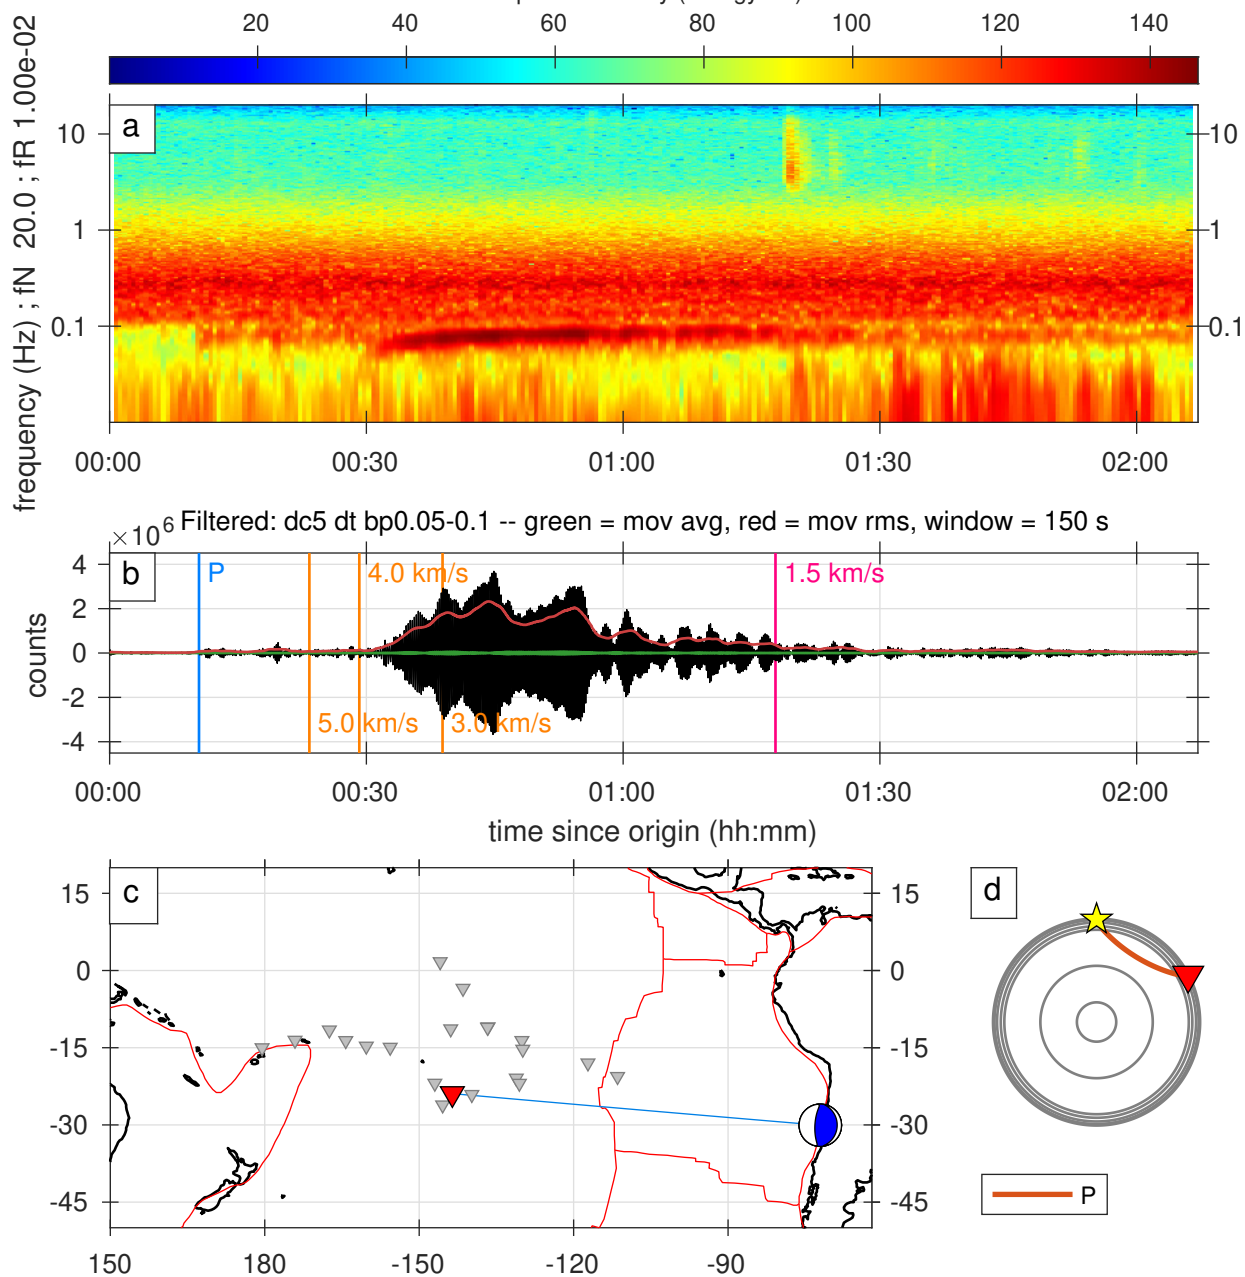 20 40 60 80 100 120 140
frequency (Hz) ; fN 20.0 ; fR 1.00e-02
a
10 10
1 1
0.1 0.1
00:00 00:30 01:00 01:30 02:00
×10⁶ Filtered: dc5 dt bp0.05-0.1 -- green = mov avg, red = mov rms, window = 150 s
b
counts
4
2
0
-2
-4
P 4.0 km/s 1.5 km/s
5.0 km/s 3.0 km/s
00:00 00:30 01:00 01:30 02:00
time since origin (hh:mm)
c
d
15 15
0 0
-15 -15
-30 -30
-45 -45
150 180 -150 -120 -90
P